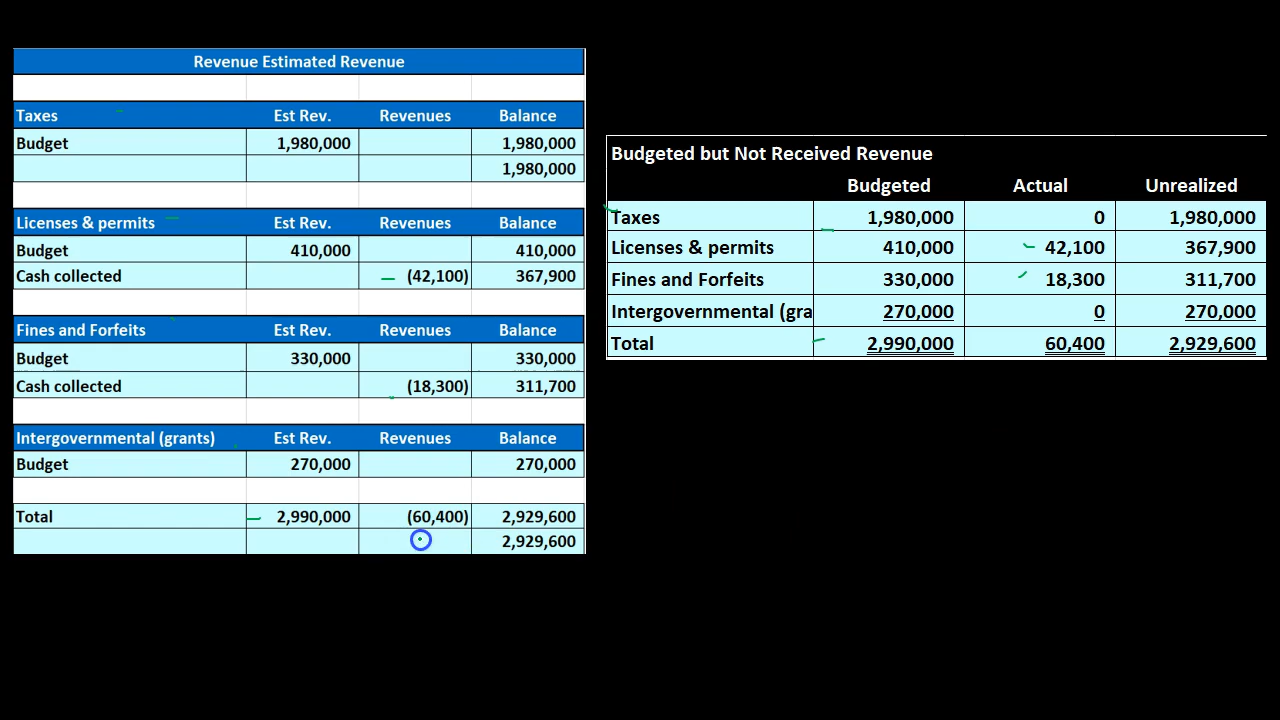 Revenue Estimated Revenue
Taxes Est Rev. Revenues Balance
Budget 1,980,000 1,980,000
1,980,000
Licenses & permits Est Rev. Revenues Balance
Budget 410,000 410,000
Cash collected (42,100) 367,900
Fines and Forfeits Est Rev. Revenues Balance
Budget 330,000 330,000
Cash collected (18,300) 311,700
Intergovernmental (grants) Est Rev. Revenues Balance
Budget 270,000 270,000
Total 2,990,000 (60,400) 2,929,600
2,929,600
Budgeted but Not Received Revenue
Budgeted Actual Unrealized
Taxes 1,980,000 0 1,980,000
Licenses & permits 410,000 42,100 367,900
Fines and Forfeits 330,000 18,300 311,700
Intergovernmental (gra 270,000 0 270,000
Total 2,990,000 60,400 2,929,600